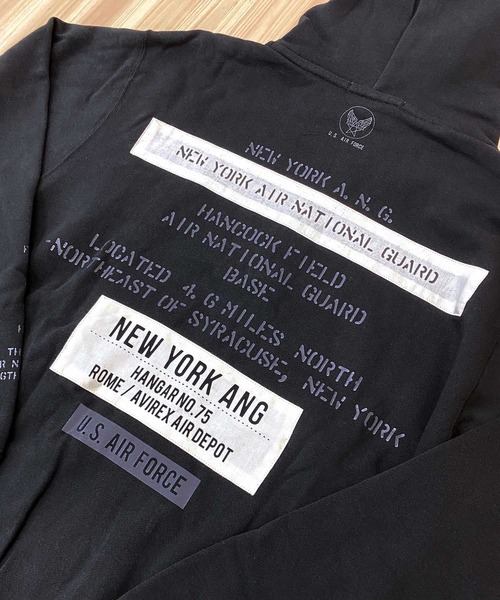 U.S. AIR FORCE
NEW YORK A.N.G.
NEW YORK AIR NATIONAL GUARD
HANCOCK FIELD
AIR NATIONAL GUARD
BASE
LOCATED 4.6 MILES NORTH
-NORTHEAST OF SYRACUSE, NEW YORK
NEW YORK ANG
HANGAR NO.75
ROME / AVIREX AIR DEPOT
U.S. AIR FORCE